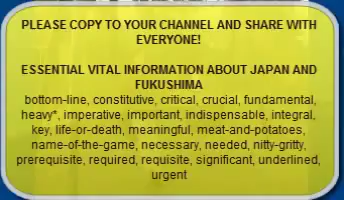 PLEASE COPY TO YOUR CHANNEL AND SHARE WITH
EVERYONE!
ESSENTIAL VITAL INFORMATION ABOUT JAPAN AND
FUKUSHIMA
bottom-line, constitutive, critical, crucial, fundamental,
heavy*, imperative, important, indispensable, integral,
key, life-or-death, meaningful, meat-and-potatoes,
name-of-the-game, necessary, needed, nitty-gritty,
prerequisite, required, requisite, significant, underlined,
urgent